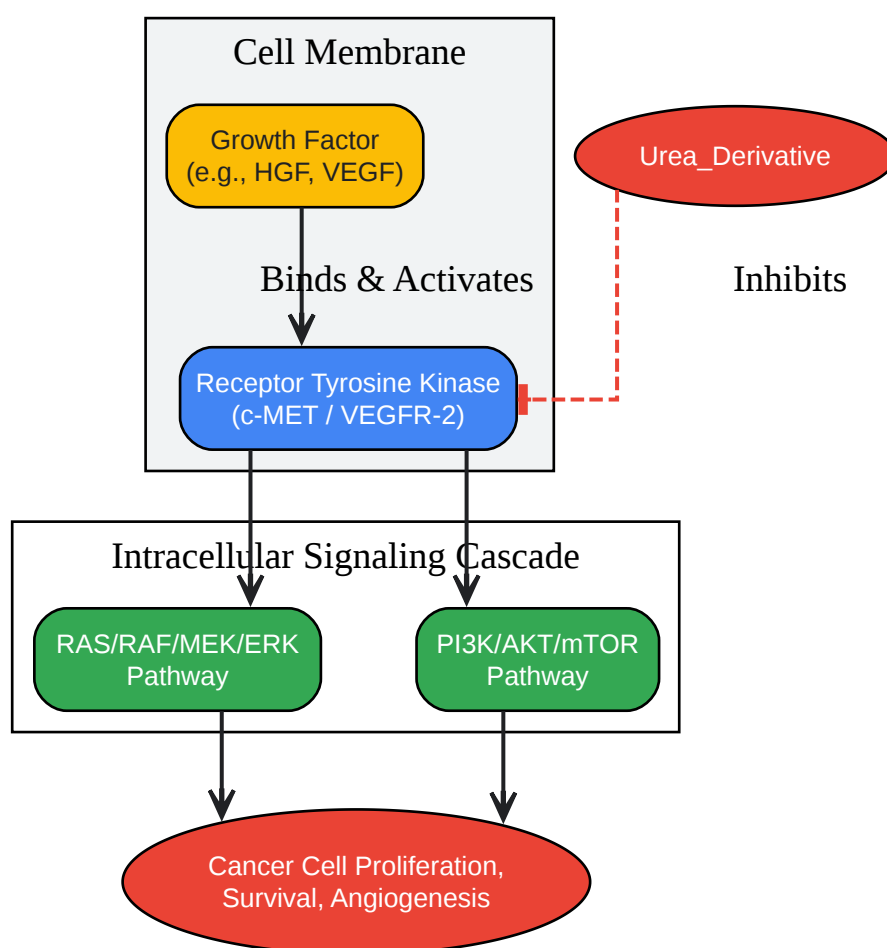 Cell Membrane
Growth Factor
(e.g., HGF, VEGF)
Urea_Derivative
Binds & Activates
Inhibits
Receptor Tyrosine Kinase
(c-MET / VEGFR-2)
Intracellular Signaling Cascade
RAS/RAF/MEK/ERK
Pathway
PI3K/AKT/mTOR
Pathway
Cancer Cell Proliferation,
Survival, Angiogenesis